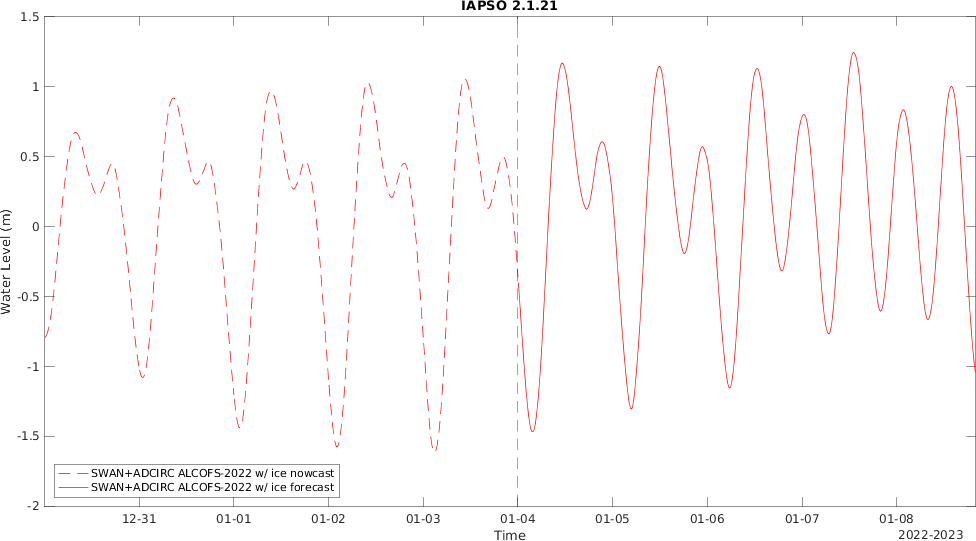 IAPSO 2.1.21
1.5
1
0.5
0
-0.5
-1
-1.5
-2
Water Level (m)
SWAN+ADCIRC ALCOFS-2022 w/ ice nowcast
SWAN+ADCIRC ALCOFS-2022 w/ ice forecast
12-31 01-01 01-02 01-03 01-04 01-05 01-06 01-07 01-08
Time
2022-2023